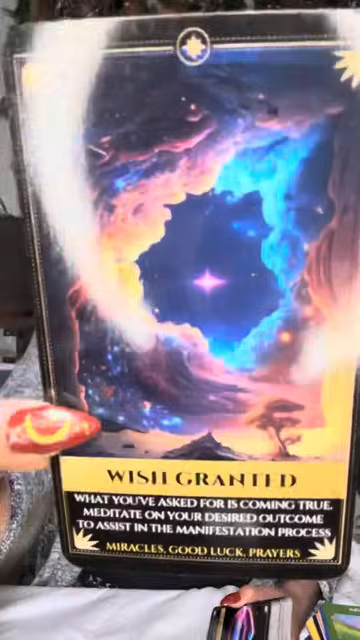 WISH GRANTED
WHAT YOU'VE ASKED FOR IS COMING TRUE.
MEDITATE ON YOUR DESIRED OUTCOME
TO ASSIST IN THE MANIFESTATION PROCESS
MIRACLES, GOOD LUCK, PRAYERS